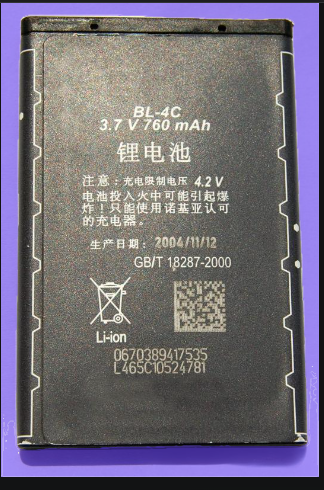 BL-4C
3.7 V 760 mAh
锂电池
注意：充电限制电压 4.2 V
电池投入火中可能引起爆
炸！只能使用诺基亚认可
的充电器。
生产日期：2004/11/12
GB/T 18287-2000
Li-ion
0670389417535
L465C10524781